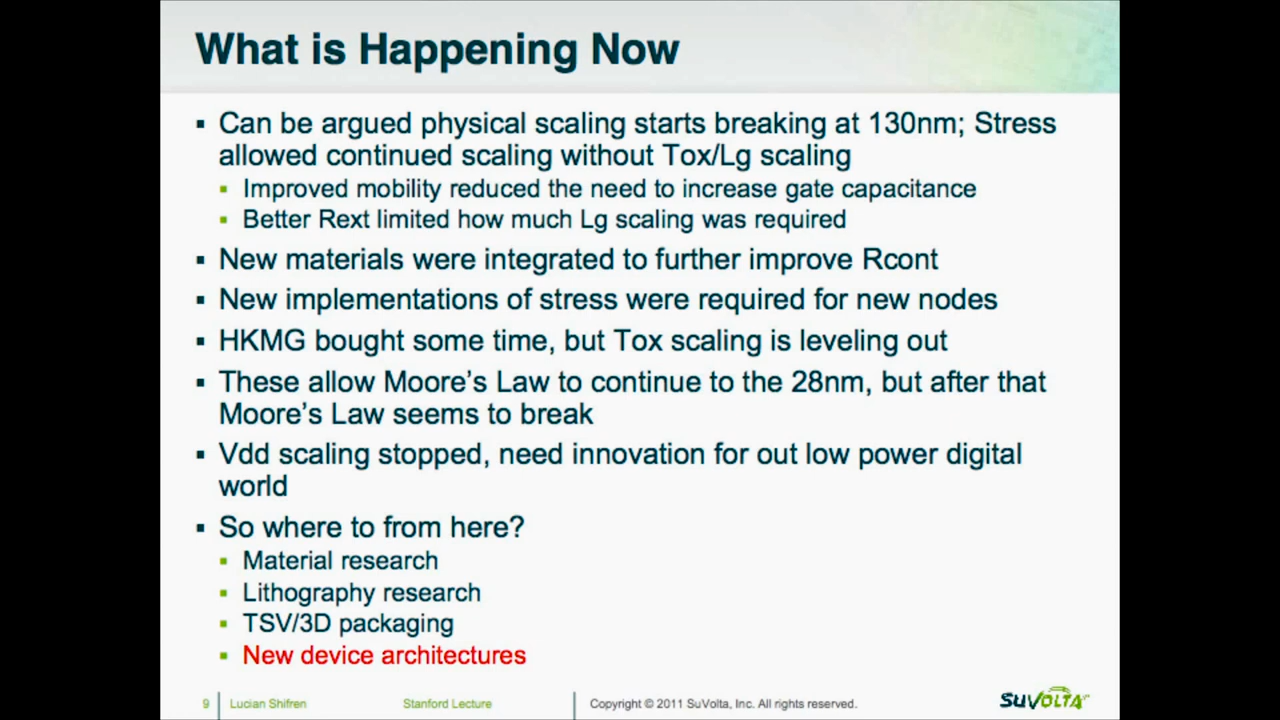 What is Happening Now
▪ Can be argued physical scaling starts breaking at 130nm; Stress
allowed continued scaling without Tox/Lg scaling
▪ Improved mobility reduced the need to increase gate capacitance
▪ Better Rext limited how much Lg scaling was required
▪ New materials were integrated to further improve Rcont
▪ New implementations of stress were required for new nodes
▪ HKMG bought some time, but Tox scaling is leveling out
▪ These allow Moore's Law to continue to the 28nm, but after that
Moore's Law seems to break
▪ Vdd scaling stopped, need innovation for out low power digital
world
▪ So where to from here?
▪ Material research
▪ Lithography research
▪ TSV/3D packaging
▪ New device architectures
9 Lucian Shifren Stanford Lecture Copyright © 2011 SuVolta, Inc. All rights reserved. SUVOLTA